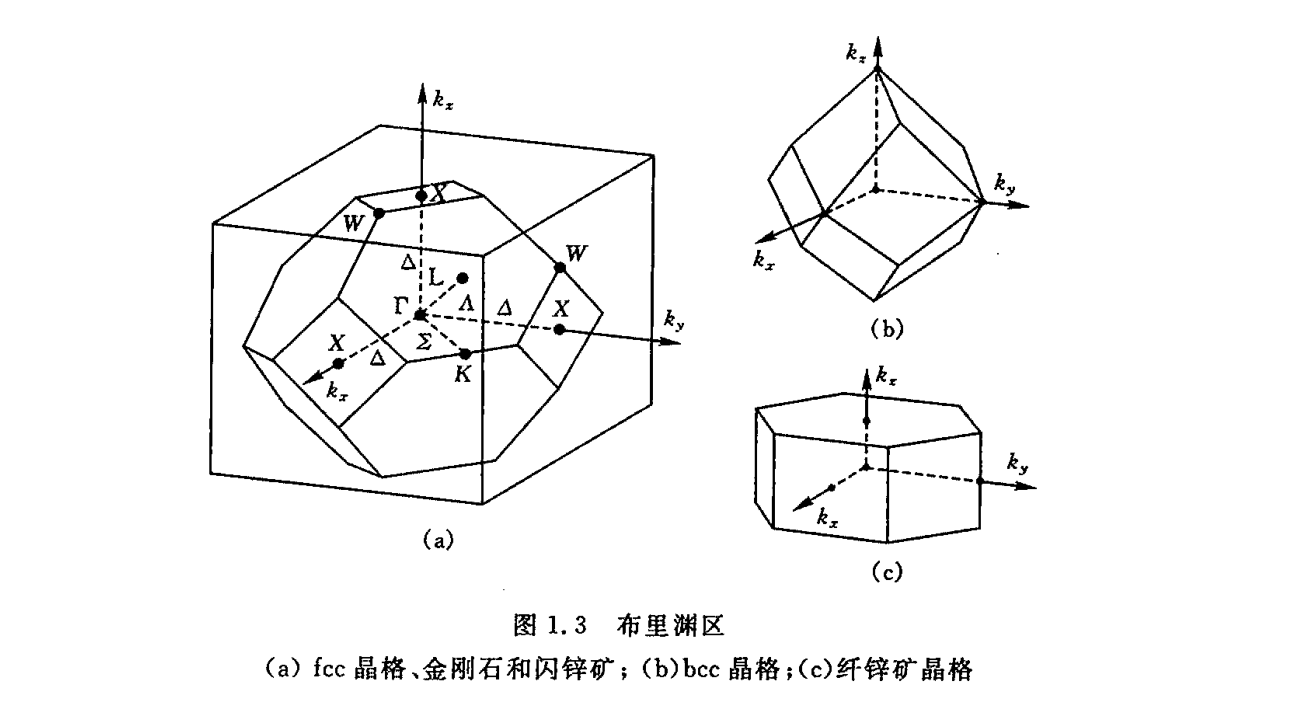 k_z
X
W
W
Δ
L
Γ
Λ
Δ
X
k_y
X
Δ
Σ
K
k_x
(a)
k_z
k_y
k_x
(b)
k_z
k_y
k_x
(c)
图 1.3 布里渊区
(a) fcc 晶格、金刚石和闪锌矿；(b)bcc 晶格；(c)纤锌矿晶格